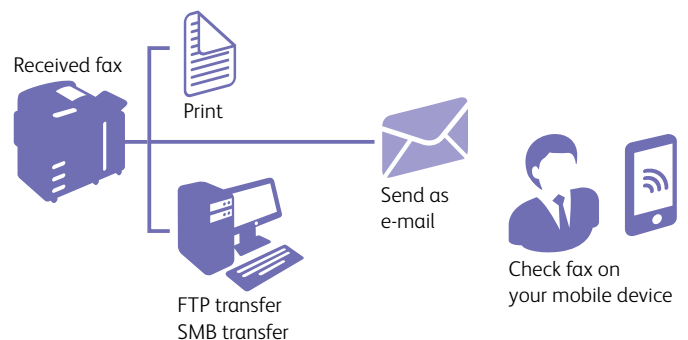 Received fax
Print
Send as
e-mail
FTP transfer
SMB transfer
Check fax on
your mobile device